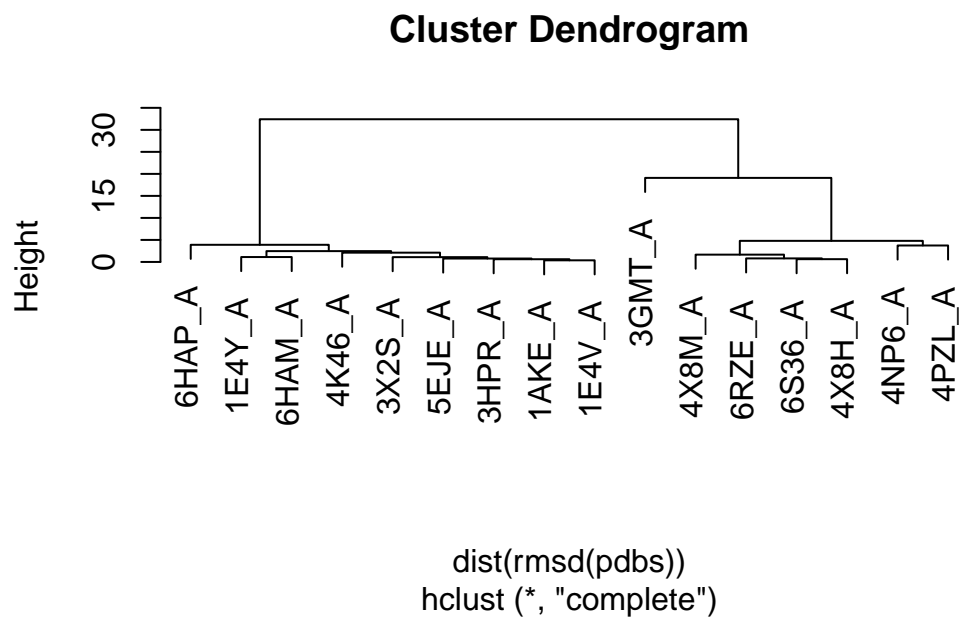 Cluster Dendrogram
Height
30
15
0
6HAP_A
1E4Y_A
6HAM_A
4K46_A
3X2S_A
5EJE_A
3HPR_A
1AKE_A
1E4V_A
3GMT_A
4X8M_A
6RZE_A
6S36_A
4X8H_A
4NP6_A
4PZL_A
dist(rmsd(pdbs))
hclust (*, "complete")